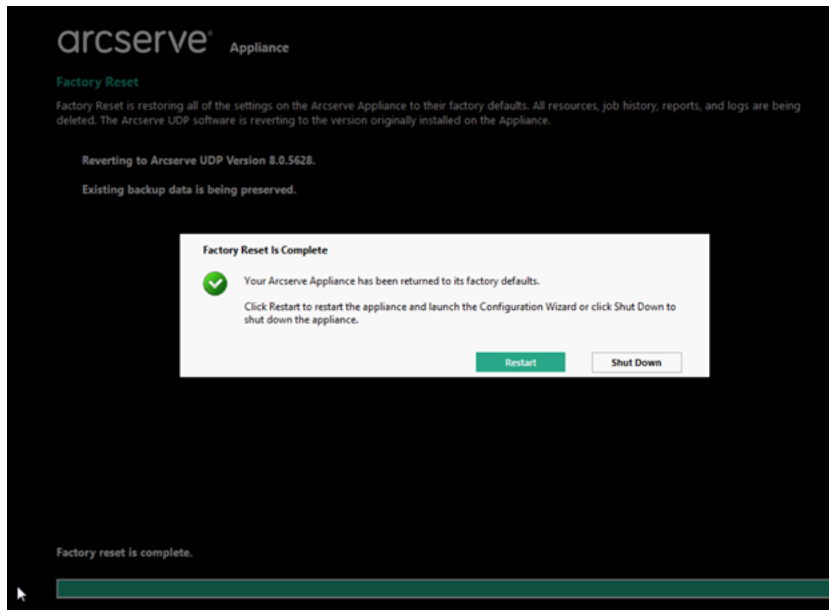 arcserve® Appliance
Factory Reset
Factory Reset is restoring all of the settings on the Arcserve Appliance to their factory defaults. All resources, job history, reports, and logs are being
deleted. The Arcserve UDP software is reverting to the version originally installed on the Appliance.
Reverting to Arcserve UDP Version 8.0.5628.
Existing backup data is being preserved.
Factory Reset Is Complete
Your Arcserve Appliance has been returned to its factory defaults.
Click Restart to restart the appliance and launch the Configuration Wizard or click Shut Down to
shut down the appliance.
Restart Shut Down
Factory reset is complete.